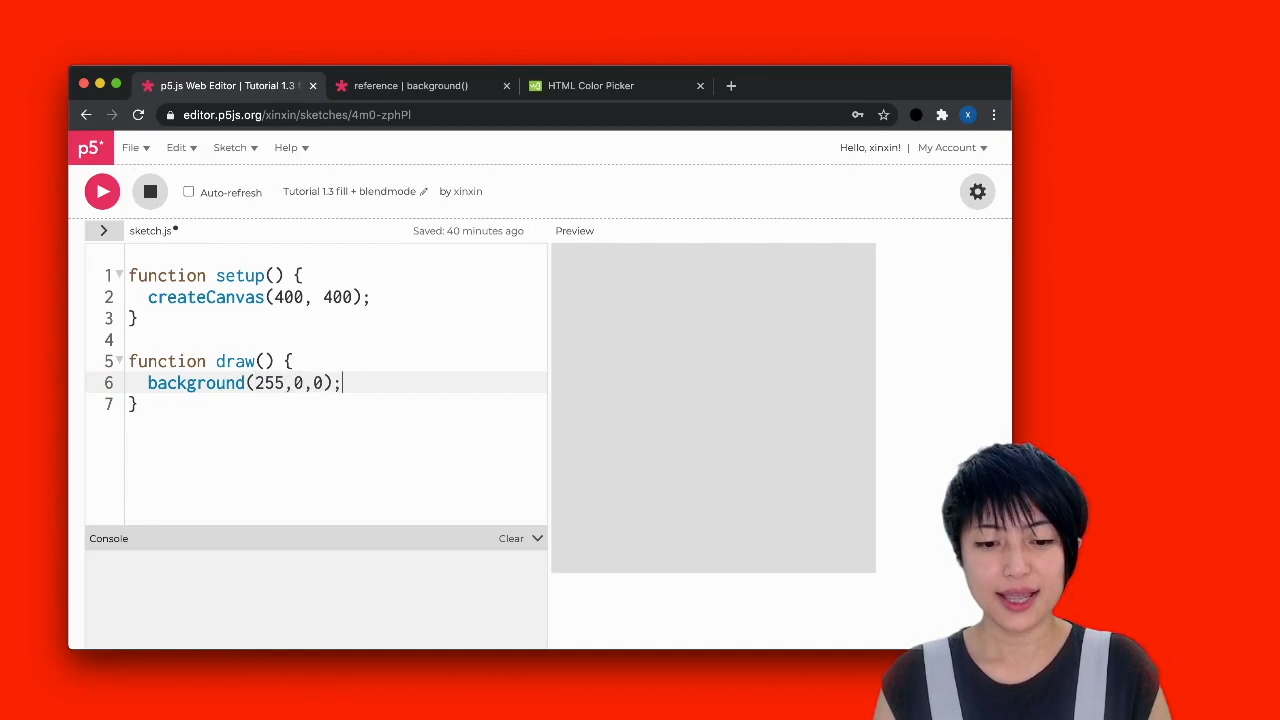 p5.js Web Editor | Tutorial 1.3 f
reference | background()
HTML Color Picker
editor.p5js.org/xinxin/sketches/4m0-zphPl
X
p5*
File
Edit
Sketch
Help
Hello, xinxin! | My Account
Auto-refresh
Tutorial 1.3 fill + blendmode
by xinxin
sketch.js
Saved: 40 minutes ago
Preview
1 function setup() {
2 createCanvas(400, 400);
3 }
4
5 function draw() {
6 background(255,0,0);
7 }
Console
Clear